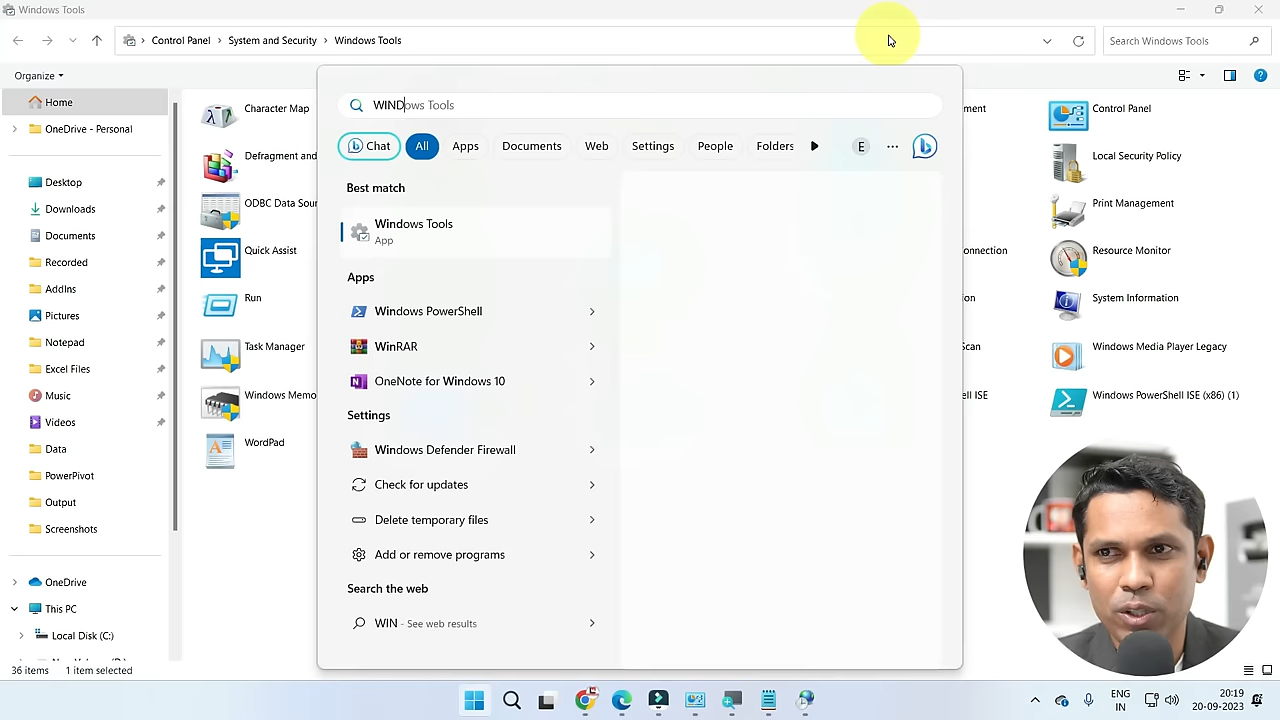 Windows Tools
Control Panel > System and Security > Windows Tools
Search Windows Tools
Organize
Home
OneDrive - Personal
Desktop
Downloads
Documents
Recorded
AddIns
Pictures
Notepad
Excel Files
Music
Videos
Data
PowerPivot
Output
Screenshots
OneDrive
This PC
Local Disk (C:)
36 items
1 item selected
Character Map
Defragment and
ODBC Data Sour
Quick Assist
Run
Task Manager
Windows Memo
WordPad
WINDows Tools
Chat
All
Apps
Documents
Web
Settings
People
Folders
E
Best match
Windows Tools
App
Apps
Windows PowerShell
WinRAR
OneNote for Windows 10
Settings
Windows Defender Firewall
Check for updates
Delete temporary files
Add or remove programs
Search the web
WIN - See web results
ment
onnection
ion
Scan
ell ISE
Control Panel
Local Security Policy
Print Management
Resource Monitor
System Information
Windows Media Player Legacy
Windows PowerShell ISE (x86) (1)
ENG
IN
20:19
20-09-2023